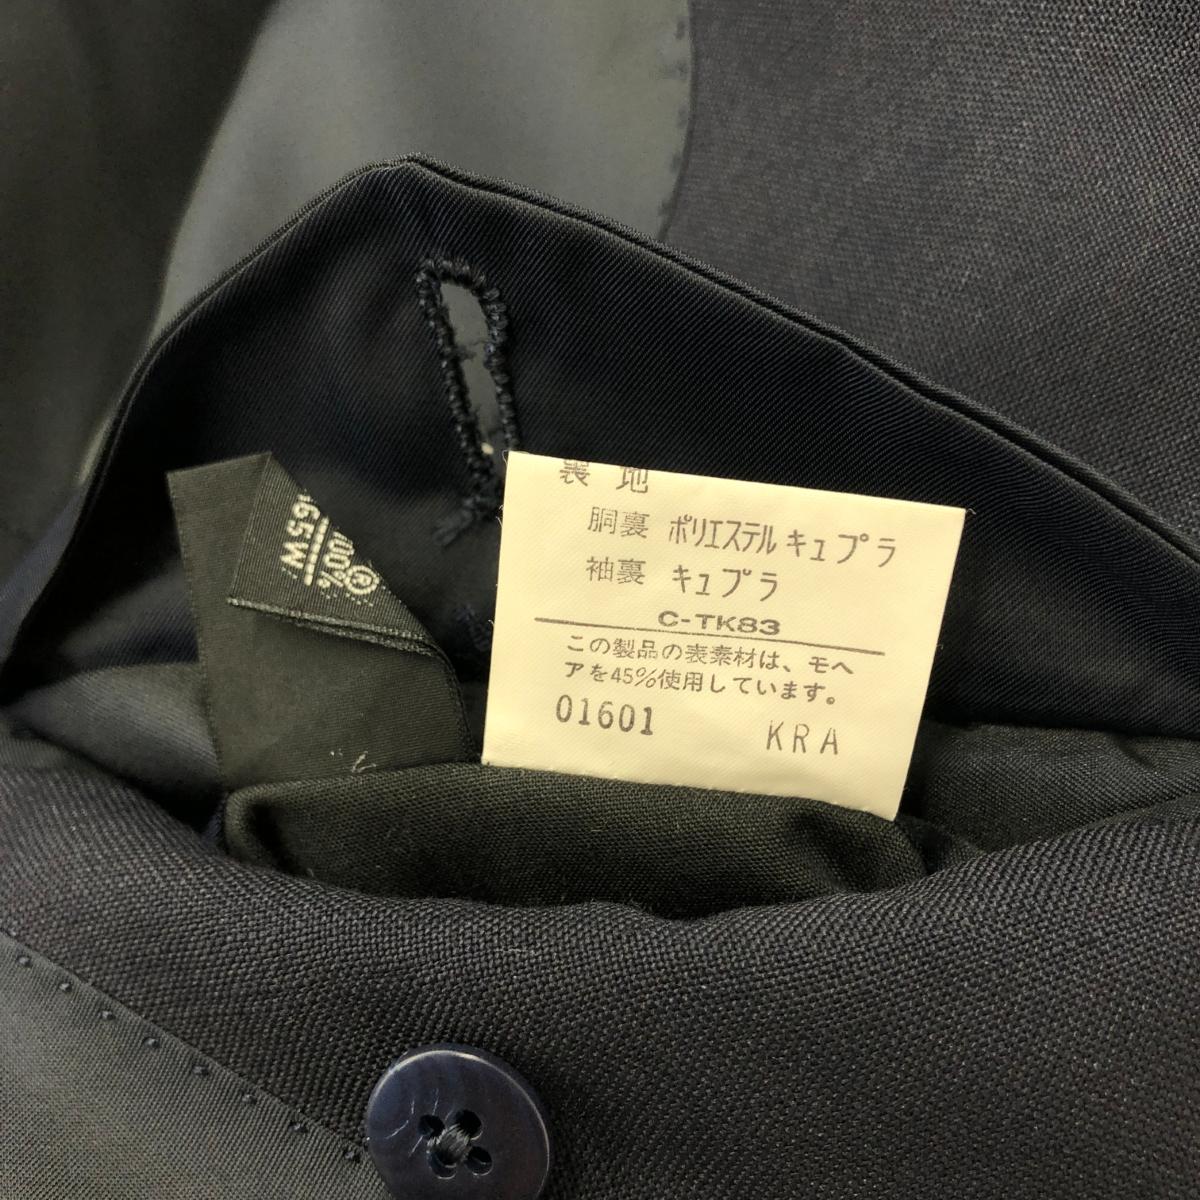 裏地
胴裏 ポリエステル キュプラ
袖裏 キュプラ
C-TK83
この製品の表素材は、モヘ
アを45%使用しています。
01601 KRA
100%